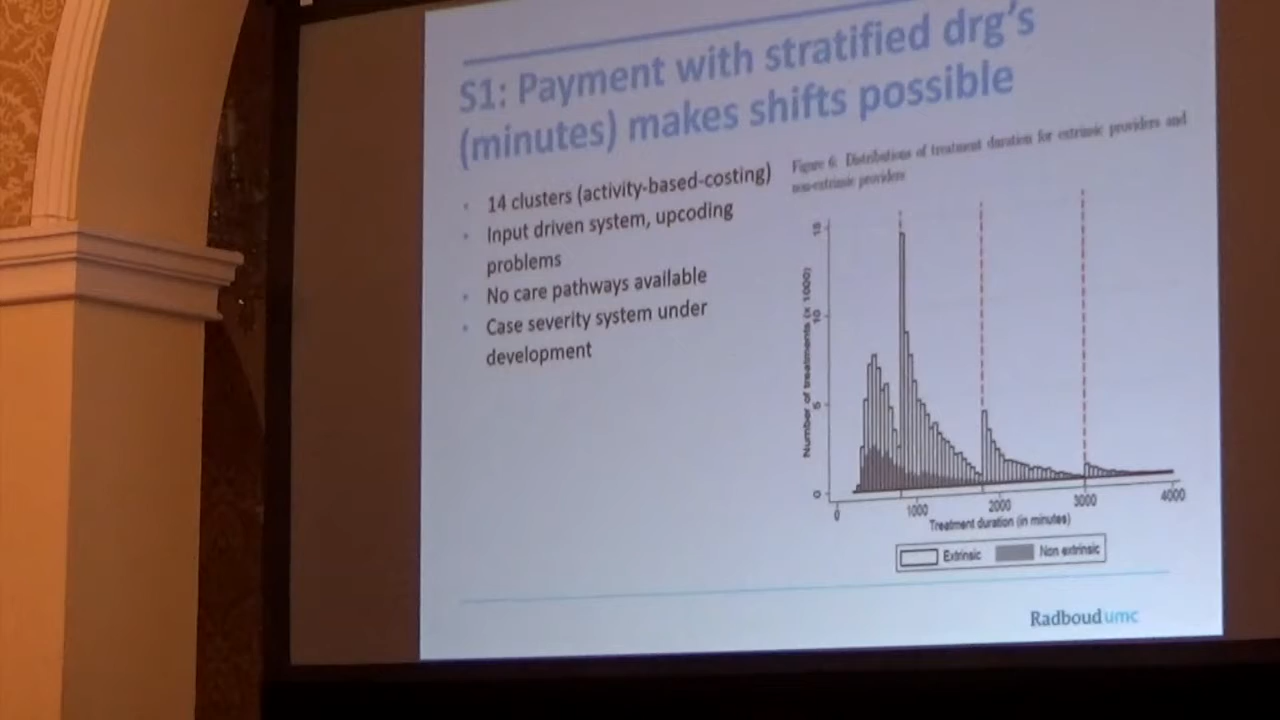 S1: Payment with stratified drg's
(minutes) makes shifts possible
• 14 clusters (activity-based-costing)
• Input driven system, upcoding
problems
• No care pathways available
• Case severity system under
development
Figure 6: Distributions of treatment duration for extrinsic providers and
non-extrinsic providers
Number of treatments (x 1000)
15
10
5
0
0 1000 2000 3000 4000
Treatment duration (in minutes)
Extrinsic Non extrinsic
Radboudumc